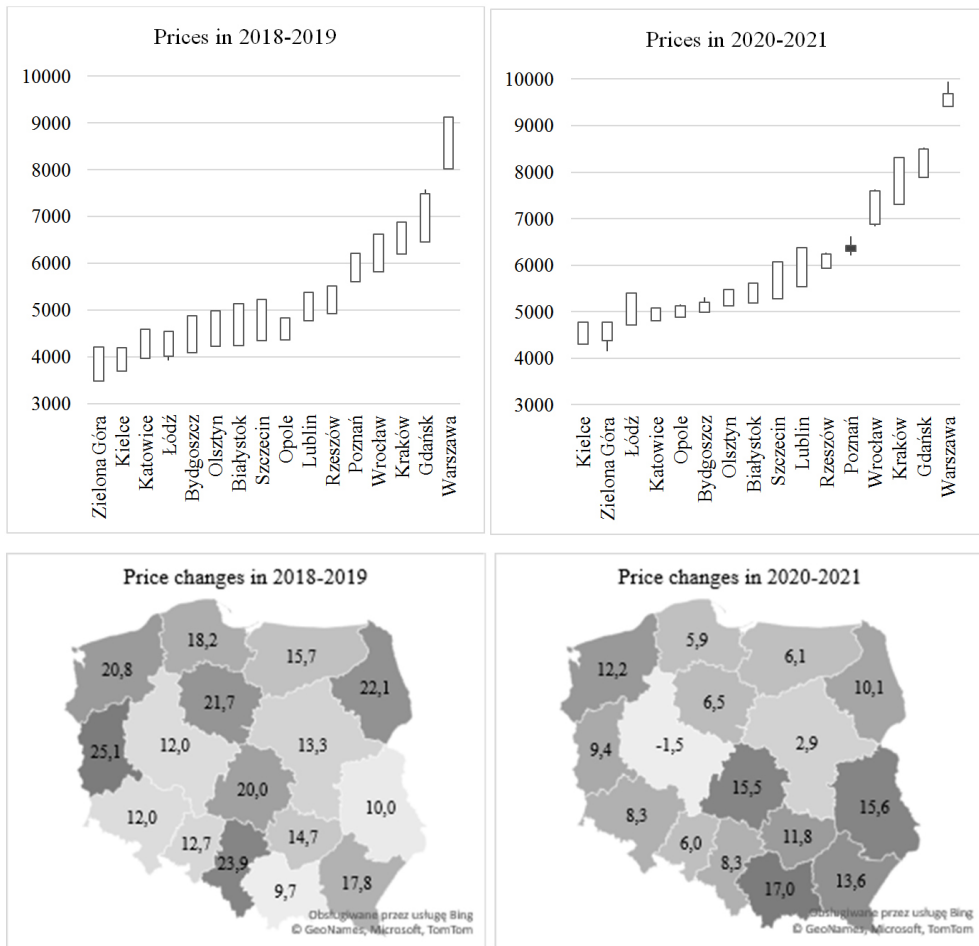 Prices in 2018-2019
10000
9000
8000
7000
6000
5000
4000
3000
Zielona Góra
Kielce
Katowice
Łódź
Bydgoszcz
Olsztyn
Białystok
Szczecin
Opole
Lublin
Rzeszów
Poznań
Wrocław
Kraków
Gdańsk
Warszawa
Prices in 2020-2021
10000
9000
8000
7000
6000
5000
4000
3000
Kielce
Zielona Góra
Łódź
Katowice
Opole
Bydgoszcz
Olsztyn
Białystok
Szczecin
Lublin
Rzeszów
Poznań
Wrocław
Kraków
Gdańsk
Warszawa
Price changes in 2018-2019
18,2
15,7
20,8
22,1
21,7
25,1
12,0
13,3
20,0
10,0
12,0
12,7
14,7
23,9
17,8
9,7
Obsługiwane przez usługę Bing
© GeoNames, Microsoft, TomTom
Price changes in 2020-2021
5,9
6,1
12,2
10,1
6,5
9,4
-1,5
2,9
15,5
15,6
8,3
11,8
6,0
8,3
13,6
17,0
Obsługiwane przez usługę Bing
© GeoNames, Microsoft, TomTom